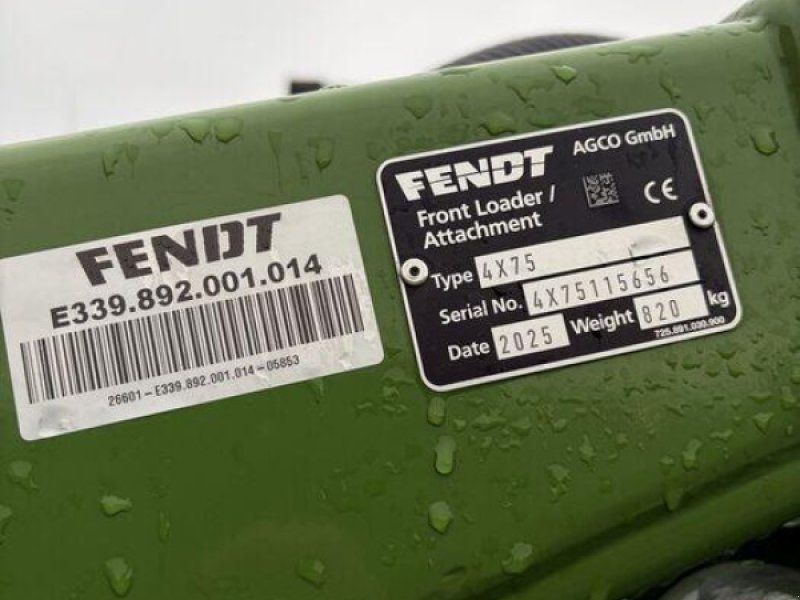 FENDT
E339.892.001.014
26601-E339.892.001.014-05853
FENDT AGCO GmbH
Front Loader /
Attachment CE
Type 4X75
Serial No. 4X75115656
Date 2025 Weight 820 kg
725.891.030.900